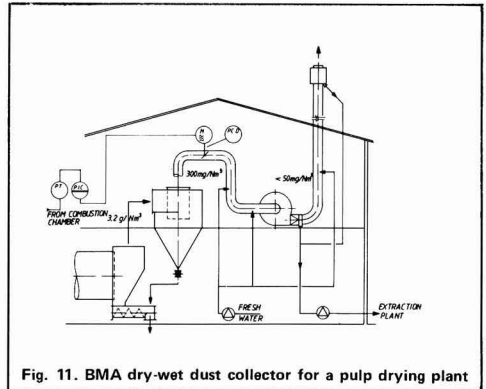 M
PC D
300mg/Nm³
< 50mg/Nm³
PT
PIC
FROM COMBUSTION
CHAMBER
3.2 g/Nm³
FRESH
WATER
EXTRACTION
PLANT
Fig. 11. BMA dry-wet dust collector for a pulp drying plant